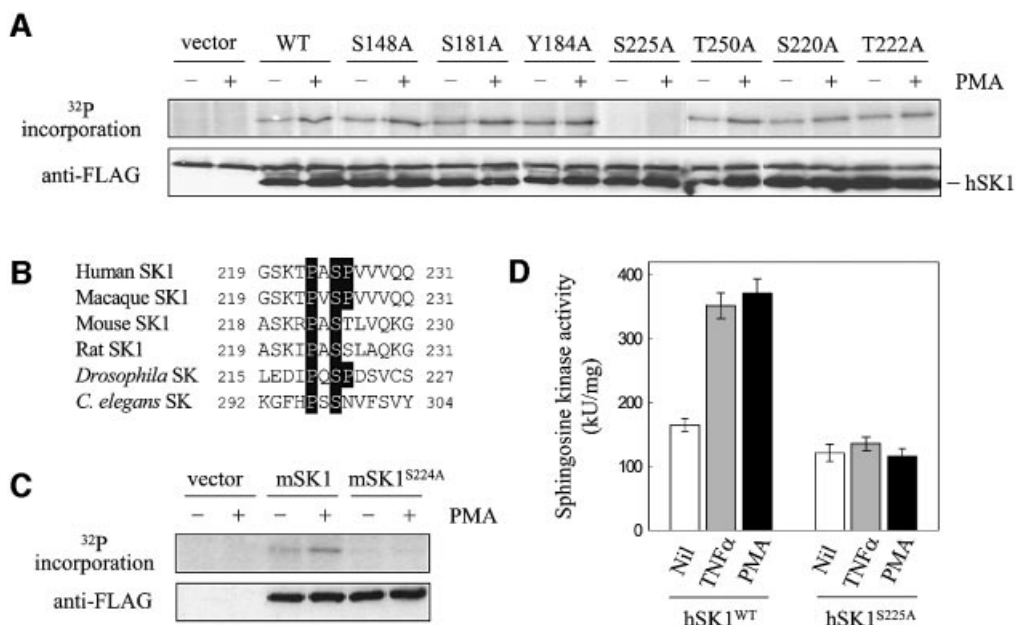 A
vector WT S148A S181A Y184A S225A T250A S220A T222A
− + − + − + − + − + − + − + − + − + PMA
32P
incorporation
anti-FLAG
– hSK1
B
Human SK1 219 GSKTPASPVVVQQ 231
Macaque SK1 219 GSKTPVSPVVVQQ 231
Mouse SK1 218 ASKRPASTLVQKG 230
Rat SK1 219 ASKIPASSLAQKG 231
Drosophila SK 215 LEDIPQSPDSVCS 227
C. elegans SK 292 KGFHPSSNVFSVY 304
C
vector mSK1 mSK1S224A
− + − + − + PMA
32P
incorporation
anti-FLAG
D
Sphingosine kinase activity
(kU/mg)
400
300
200
100
0
Nil TNFα PMA Nil TNFα PMA
hSK1WT hSK1S225A